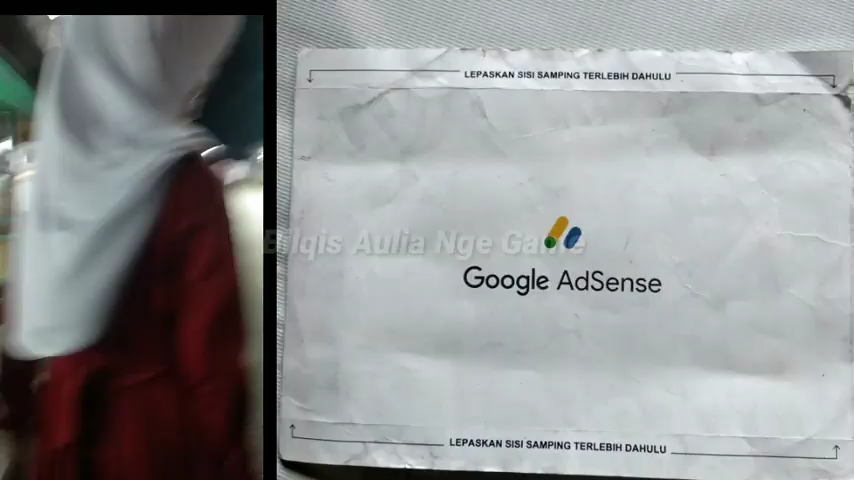 LEPASKAN SISI SAMPING TERLEBIH DAHULU
Bilqis Aulia Nge Game
Google AdSense
LEPASKAN SISI SAMPING TERLEBIH DAHULU